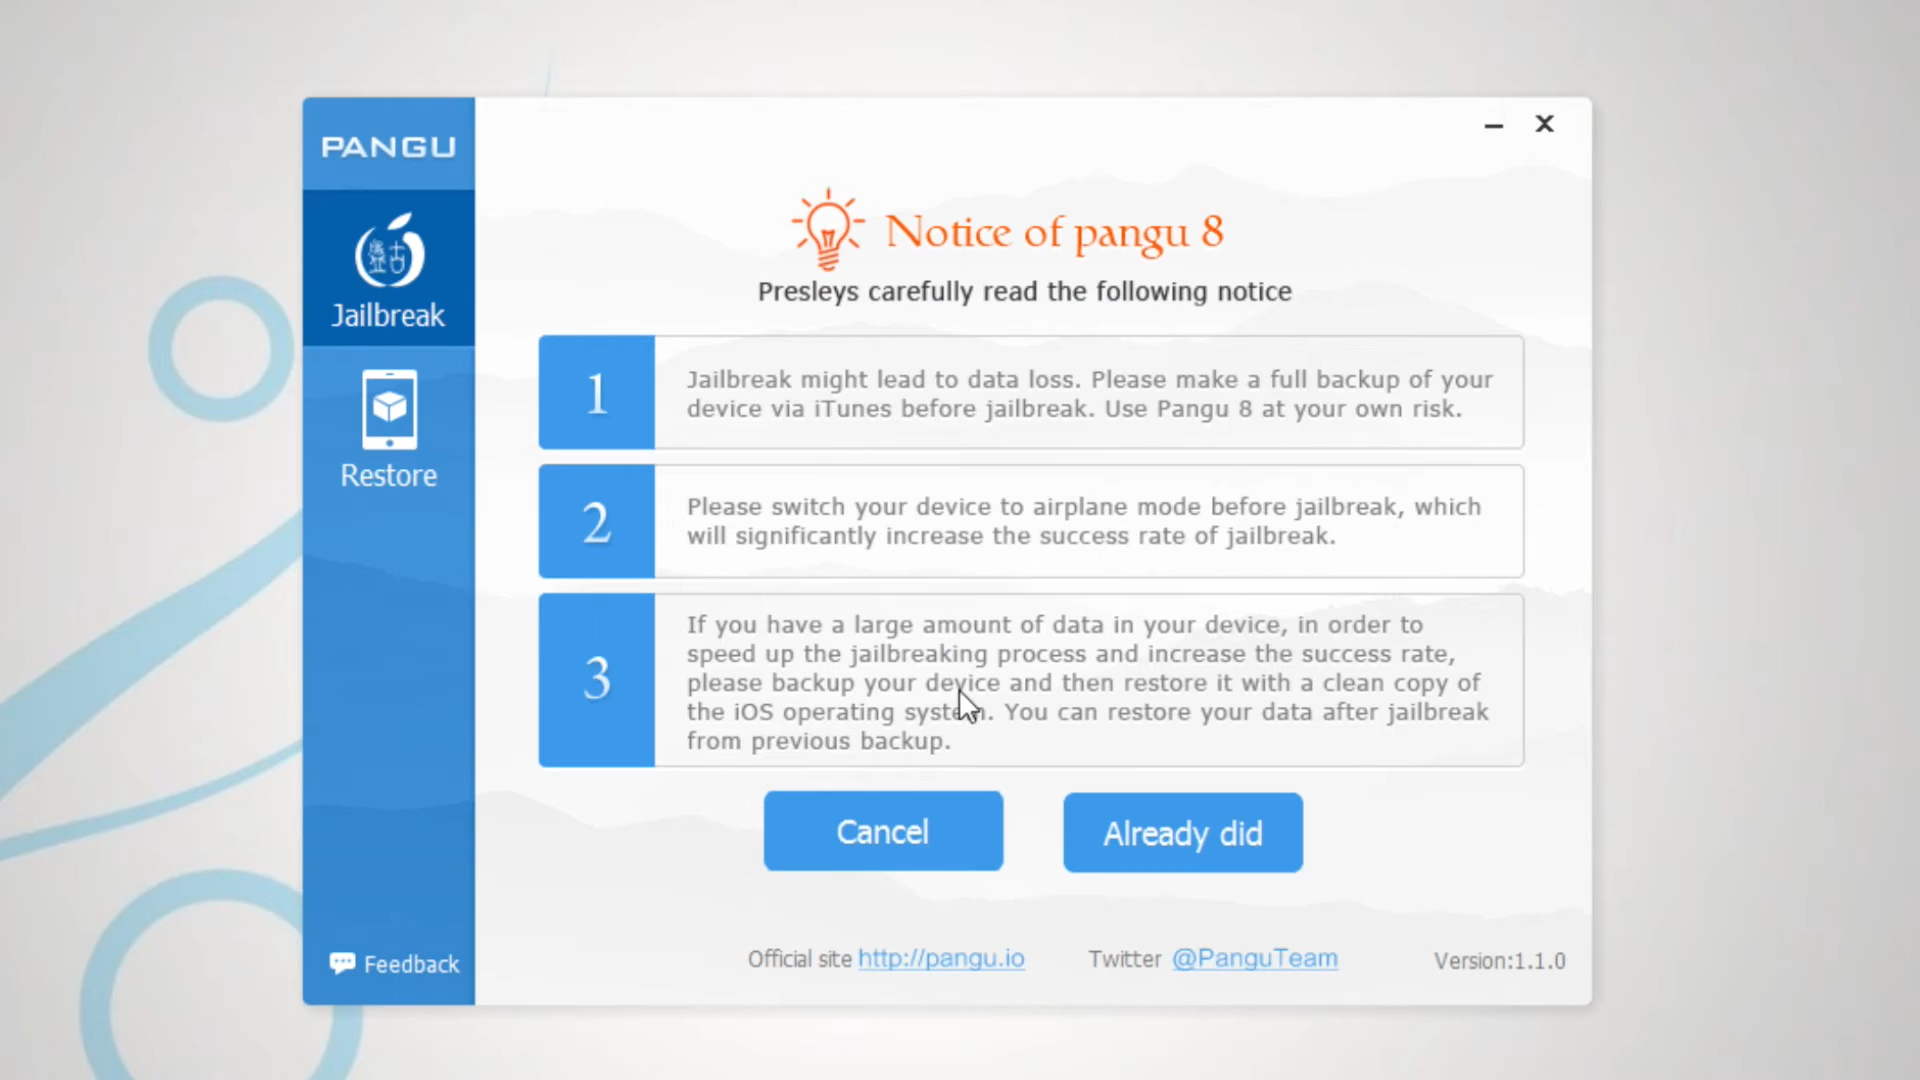 PANGU
Jailbreak
Restore
Feedback
Notice of pangu 8
Presleys carefully read the following notice
1
Jailbreak might lead to data loss. Please make a full backup of your
device via iTunes before jailbreak. Use Pangu 8 at your own risk.
2
Please switch your device to airplane mode before jailbreak, which
will significantly increase the success rate of jailbreak.
3
If you have a large amount of data in your device, in order to
speed up the jailbreaking process and increase the success rate,
please backup your device and then restore it with a clean copy of
the iOS operating system. You can restore your data after jailbreak
from previous backup.
Cancel
Already did
Official site http://pangu.io
Twitter @PanguTeam
Version:1.1.0